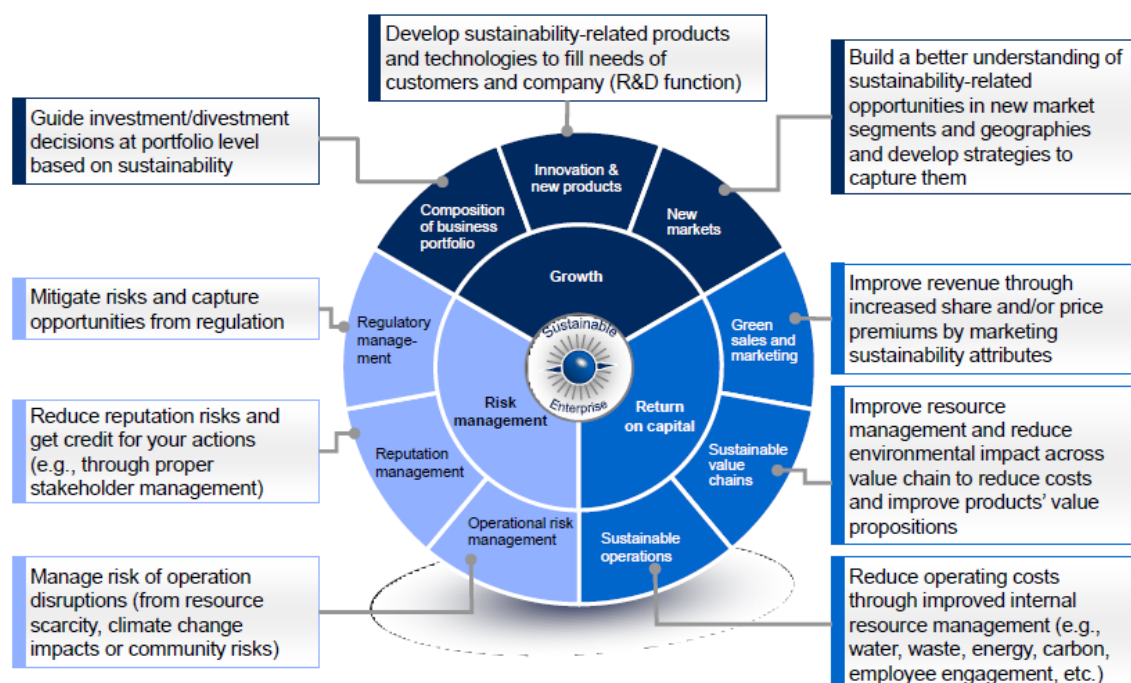 Develop sustainability-related products
and technologies to fill needs of
customers and company (R&D function)
Build a better understanding of
sustainability-related
opportunities in new market
segments and geographies
and develop strategies to
capture them
Guide investment/divestment
decisions at portfolio level
based on sustainability
Innovation &
new products
Composition
of business
portfolio
New
markets
Growth
Mitigate risks and capture
opportunities from regulation
Regulatory
manage-
ment
Sustainable
Enterprise
Green
sales and
marketing
Improve revenue through
increased share and/or price
premiums by marketing
sustainability attributes
Reduce reputation risks and
get credit for your actions
(e.g., through proper
stakeholder management)
Reputation
management
Risk
management
Return
on capital
Sustainable
value
chains
Improve resource
management and reduce
environmental impact across
value chain to reduce costs
and improve products' value
propositions
Operational risk
management
Sustainable
operations
Manage risk of operation
disruptions (from resource
scarcity, climate change
impacts or community risks)
Reduce operating costs
through improved internal
resource management (e.g.,
water, waste, energy, carbon,
employee engagement, etc.)